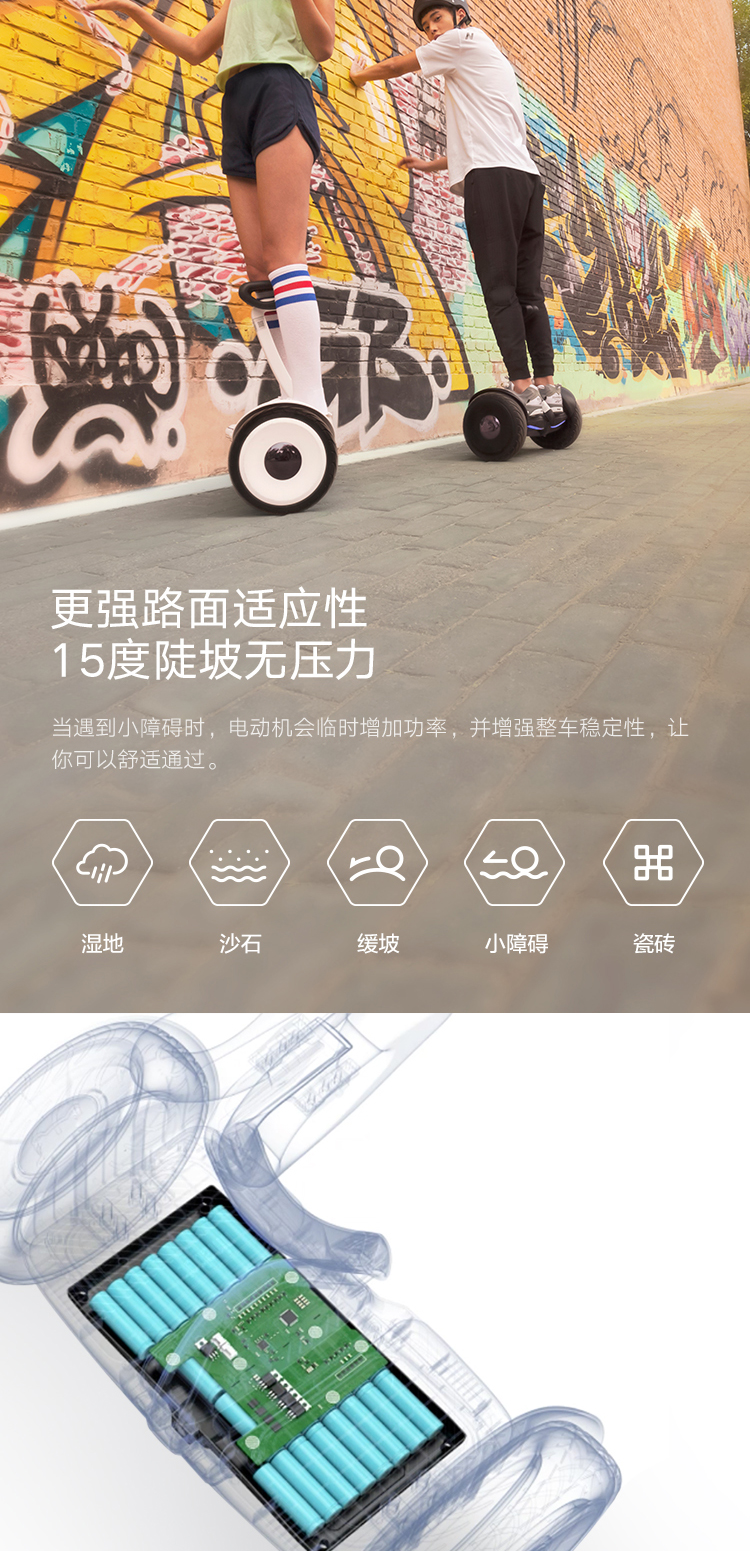 更强路面适应性
15度陡坡无压力
当遇到小障碍时，电动机会临时增加功率，并增强整车稳定性，让
你可以舒适通过。
湿地
沙石
缓坡
小障碍
瓷砖